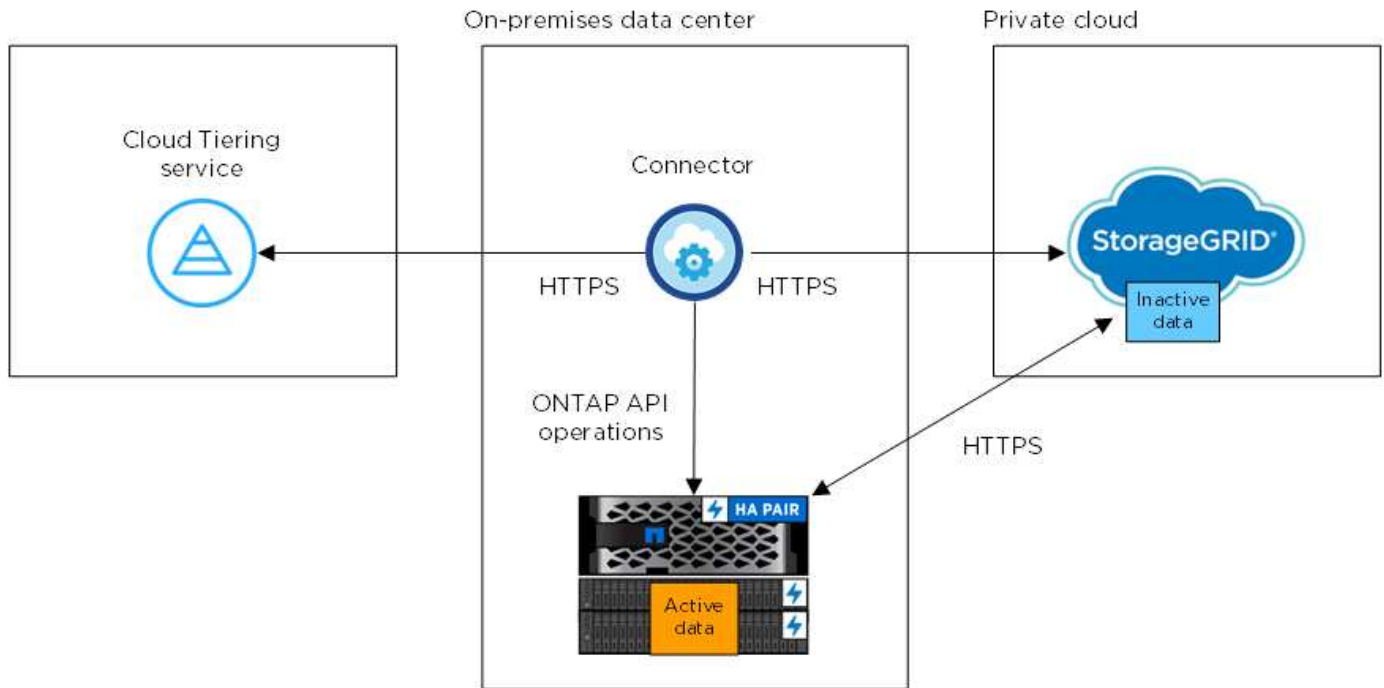 On-premises data center
Private cloud
Cloud Tiering
service
Connector
HTTPS
HTTPS
StorageGRID®
Inactive
data
ONTAP API
operations
HTTPS
HA PAIR
Active
data